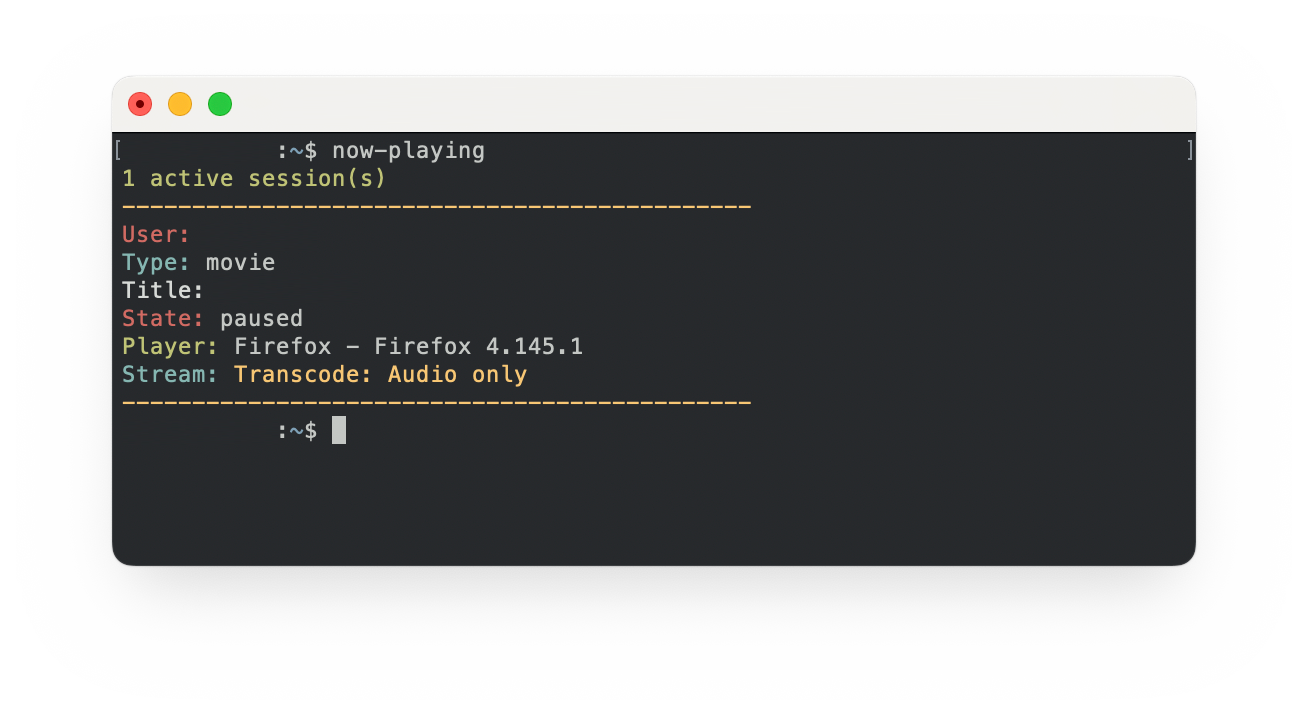 [ :~$ now-playing ]
1 active session(s)
---------------------------------------------
User:
Type: movie
Title:
State: paused
Player: Firefox - Firefox 4.145.1
Stream: Transcode: Audio only
---------------------------------------------
:~$